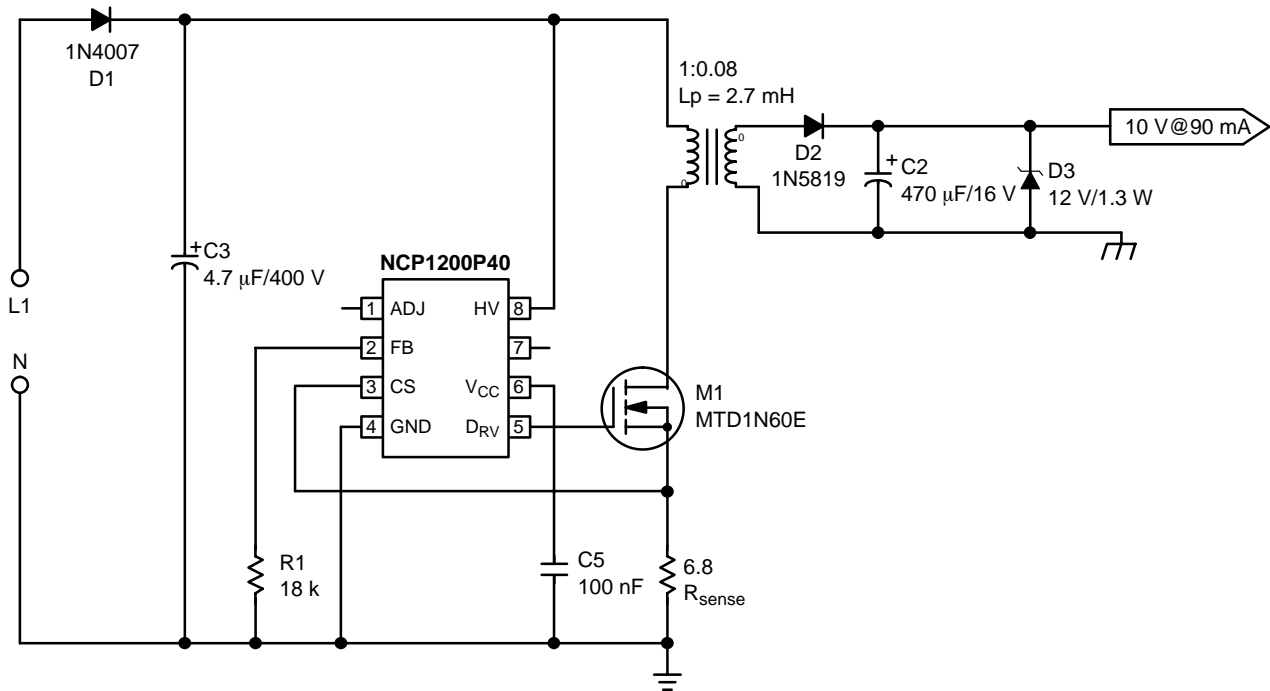 1N4007
D1
1:0.08
Lp = 2.7 mH
10 V@90 mA
D2
1N5819
+
C2
470 μF/16 V
D3
12 V/1.3 W
+
C3
4.7 μF/400 V
L1
N
NCP1200P40
1 ADJ HV 8
2 FB 7
3 CS VCC 6
4 GND DRV 5
M1
MTD1N60E
R1
18 k
C5
100 nF
6.8
Rsense